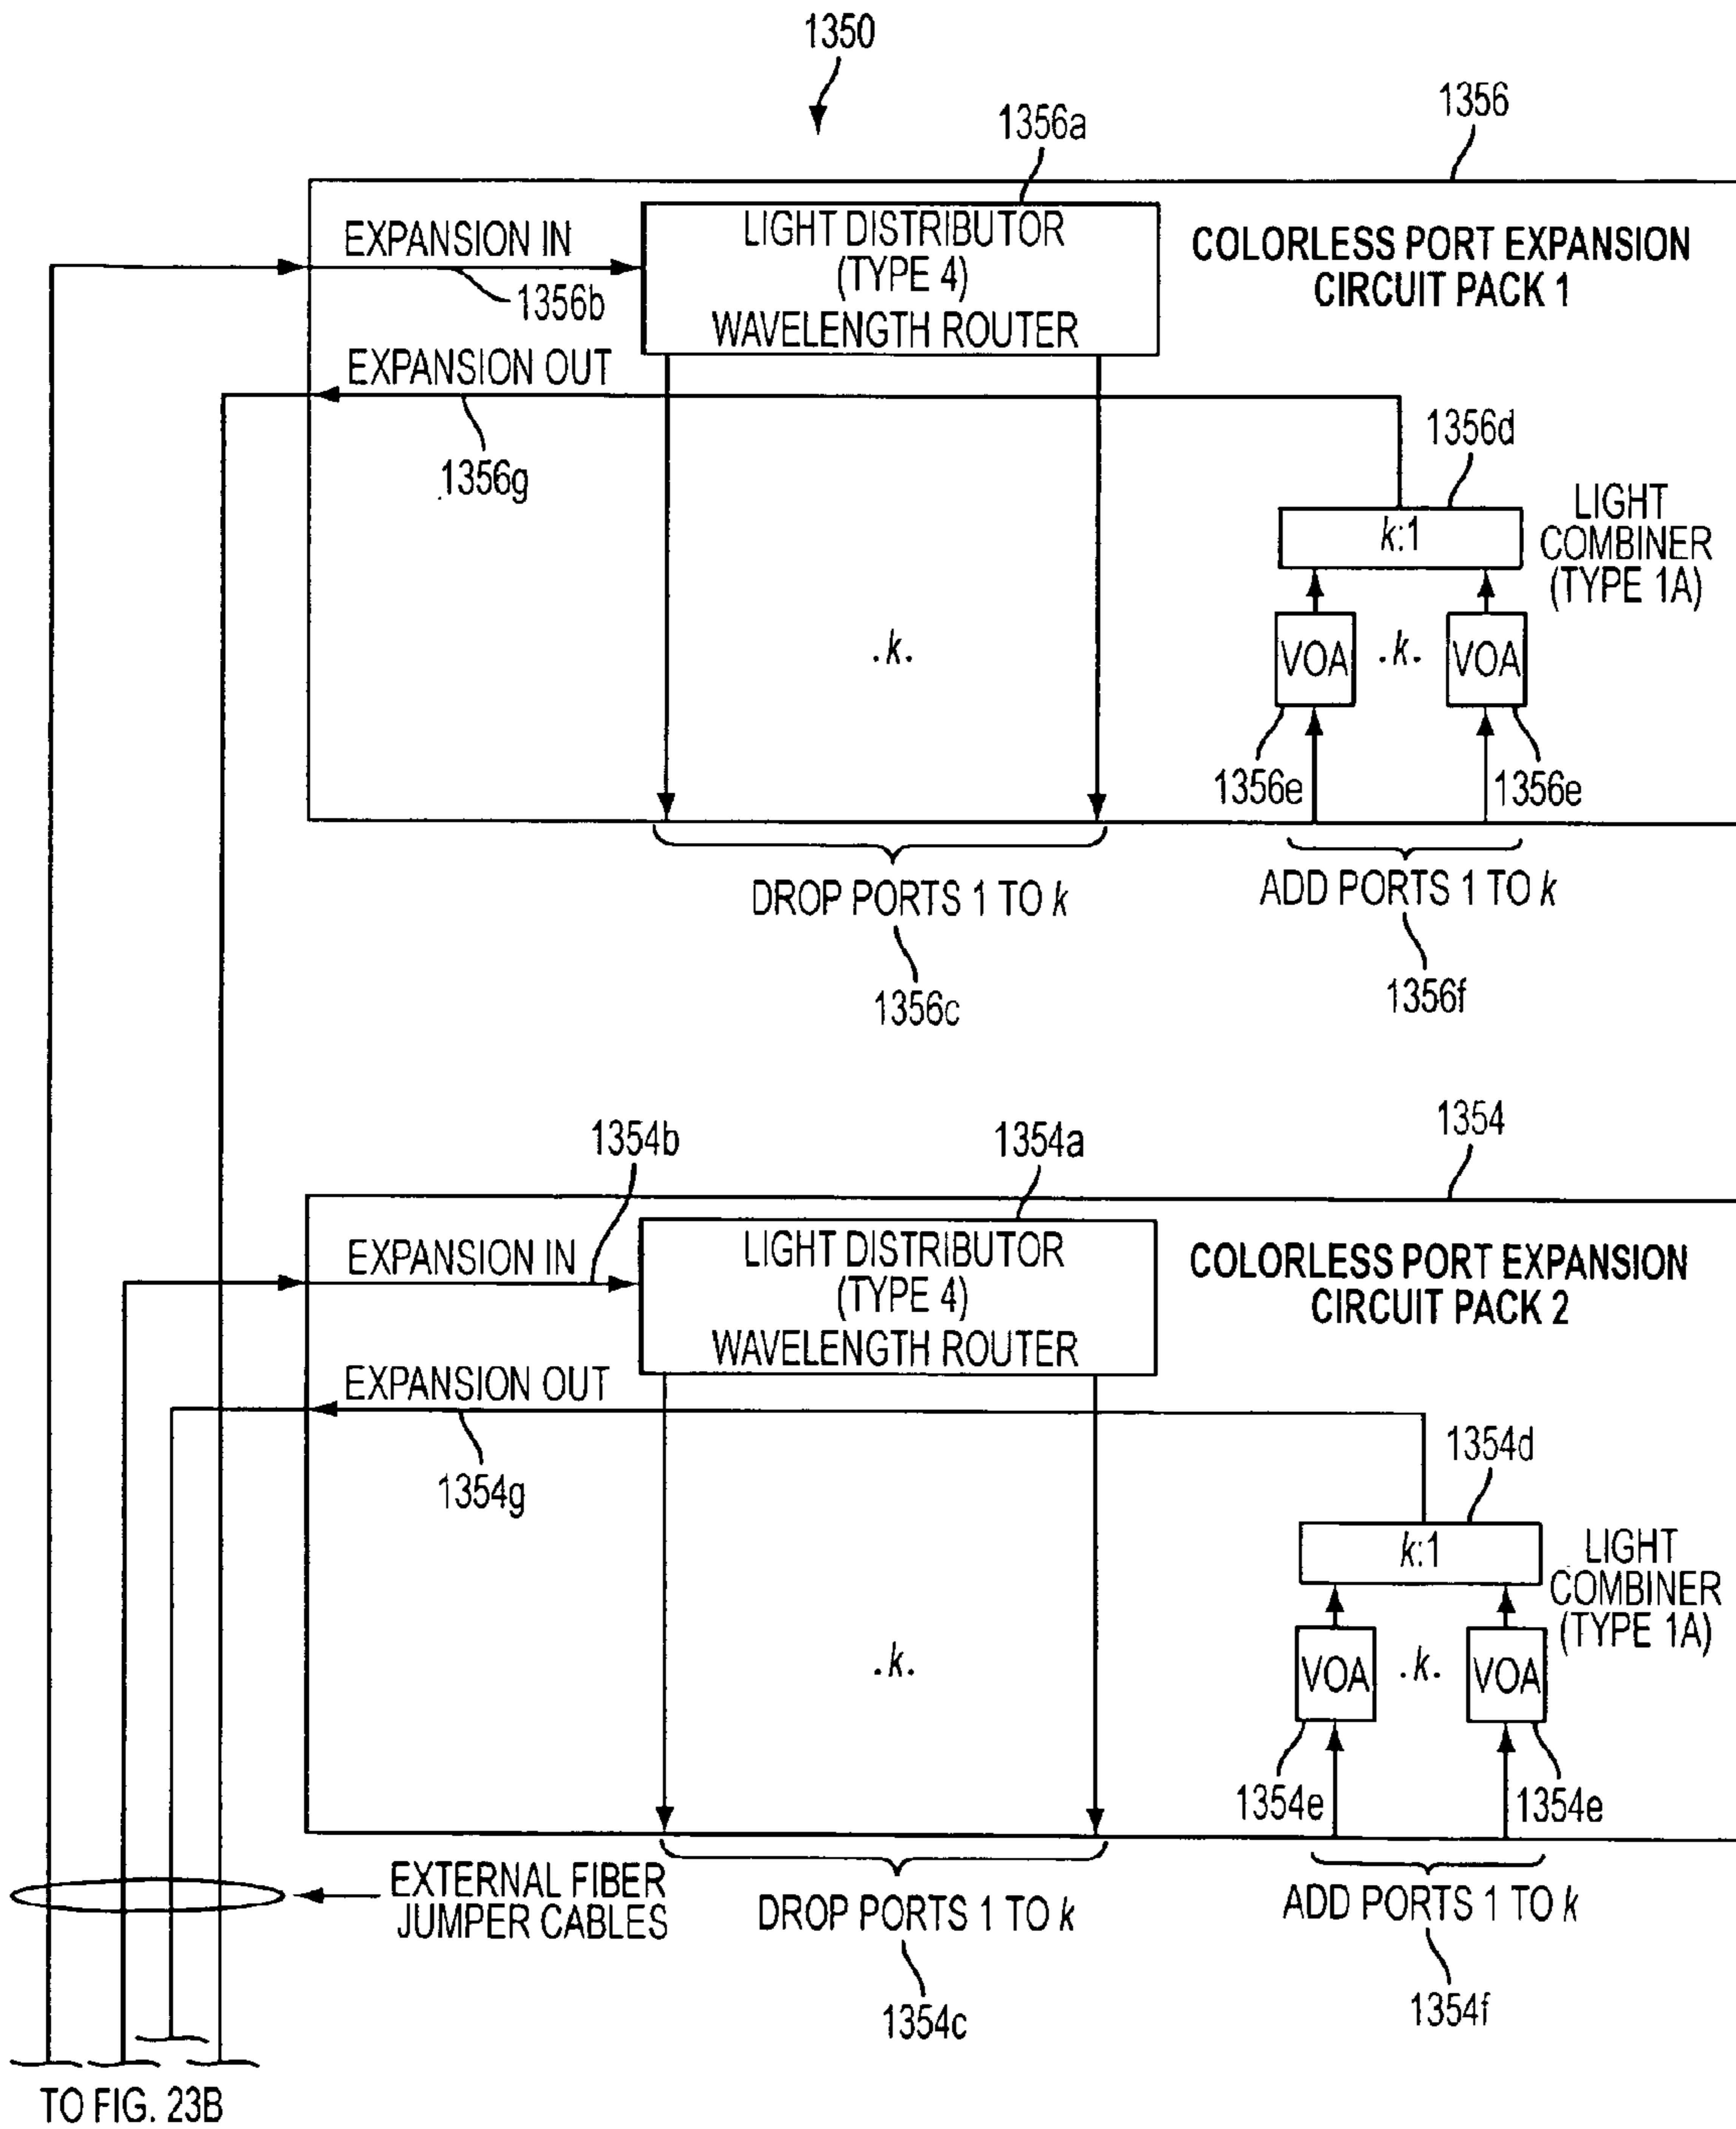 1350
1356
1356a
EXPANSION IN
LIGHT DISTRIBUTOR
(TYPE 4)
WAVELENGTH ROUTER
COLORLESS PORT EXPANSION
CIRCUIT PACK 1
1356b
EXPANSION OUT
1356g
1356d
k:1
LIGHT
COMBINER
(TYPE 1A)
.k.
VOA
.k.
VOA
1356e
1356e
DROP PORTS 1 TO k
ADD PORTS 1 TO k
1356c
1356f
1354b
1354a
1354
EXPANSION IN
LIGHT DISTRIBUTOR
(TYPE 4)
WAVELENGTH ROUTER
COLORLESS PORT EXPANSION
CIRCUIT PACK 2
EXPANSION OUT
1354g
1354d
k:1
LIGHT
COMBINER
(TYPE 1A)
.k.
VOA
.k.
VOA
1354e
1354e
EXTERNAL FIBER
JUMPER CABLES
DROP PORTS 1 TO k
ADD PORTS 1 TO k
1354c
1354f
TO FIG. 23B